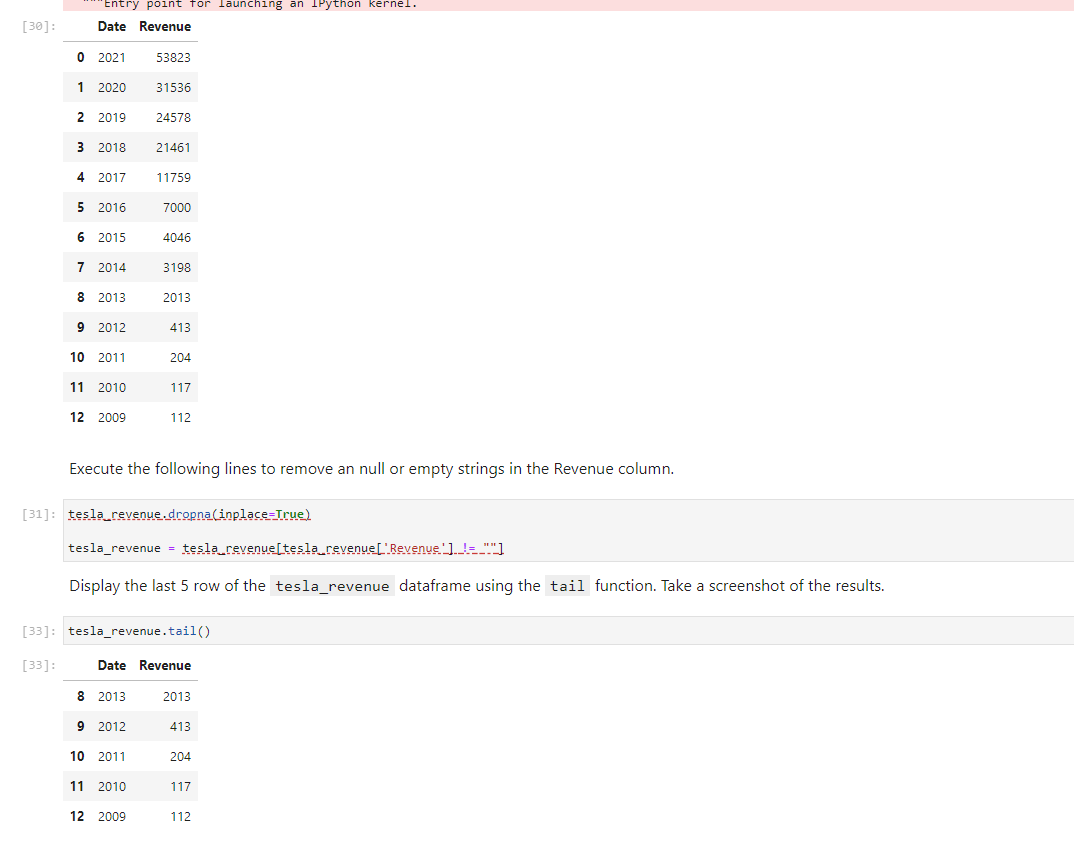 """Entry point for launching an IPython kernel.
[30]: Date Revenue
0 2021 53823
1 2020 31536
2 2019 24578
3 2018 21461
4 2017 11759
5 2016 7000
6 2015 4046
7 2014 3198
8 2013 2013
9 2012 413
10 2011 204
11 2010 117
12 2009 112
Execute the following lines to remove an null or empty strings in the Revenue column.
[31]: tesla_revenue.dropna(inplace=True)
tesla_revenue = tesla_revenue[tesla_revenue['Revenue'] != ""]
Display the last 5 row of the tesla_revenue dataframe using the tail function. Take a screenshot of the results.
[33]: tesla_revenue.tail()
[33]: Date Revenue
8 2013 2013
9 2012 413
10 2011 204
11 2010 117
12 2009 112